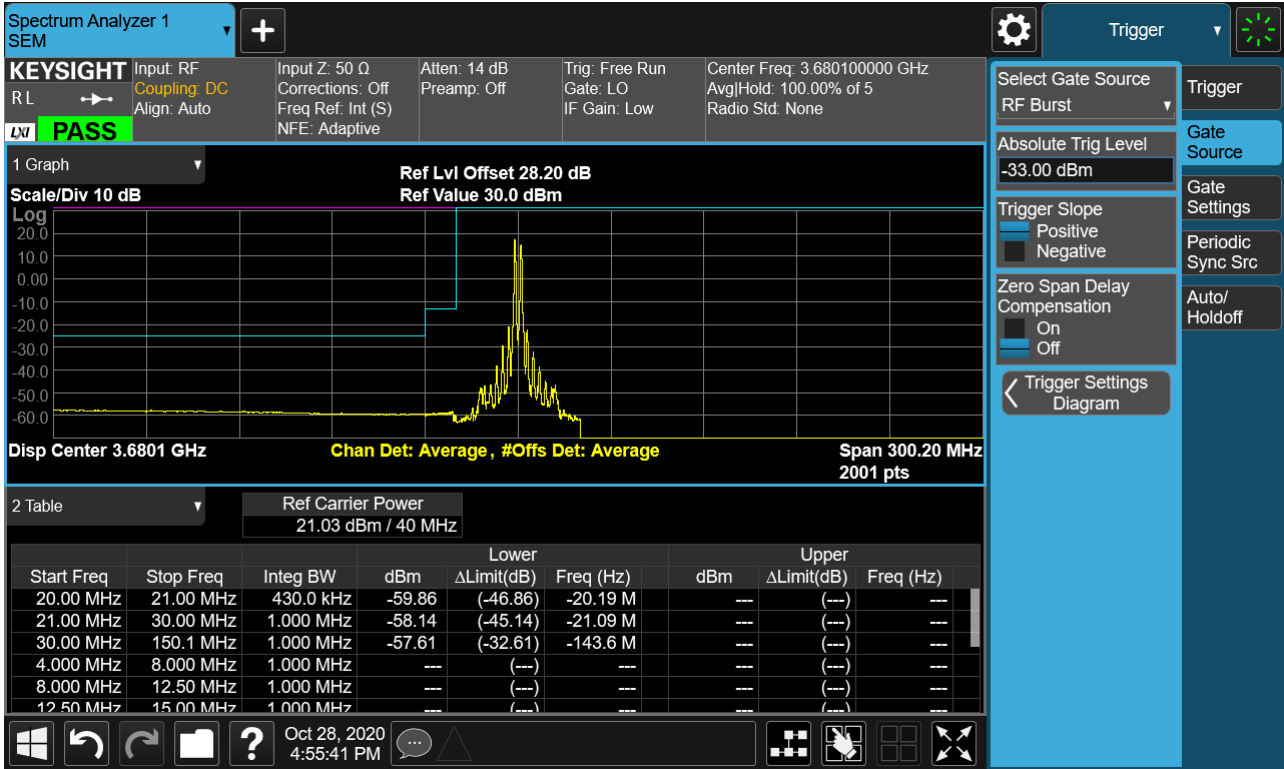 Spectrum Analyzer 1
SEM
Trigger
KEYSIGHT
R L
LXI
PASS
Input: RF
Coupling: DC
Align: Auto
Input Z: 50 Ω
Corrections: Off
Freq Ref: Int (S)
NFE: Adaptive
Atten: 14 dB
Preamp: Off
Trig: Free Run
Gate: LO
IF Gain: Low
Center Freq: 3.680100000 GHz
Avg|Hold: 100.00% of 5
Radio Std: None
1 Graph
Ref Lvl Offset 28.20 dB
Scale/Div 10 dB
Ref Value 30.0 dBm
Log
20.0
10.0
0.00
-10.0
-20.0
-30.0
-40.0
-50.0
-60.0
Disp Center 3.6801 GHz
Chan Det: Average , #Offs Det: Average
Span 300.20 MHz
2001 pts
2 Table
Ref Carrier Power
21.03 dBm / 40 MHz
Lower Upper
Start Freq Stop Freq Integ BW dBm ΔLimit(dB) Freq (Hz) dBm ΔLimit(dB) Freq (Hz)
20.00 MHz 21.00 MHz 430.0 kHz -59.86 (-46.86) -20.19 M --- (---) ---
21.00 MHz 30.00 MHz 1.000 MHz -58.14 (-45.14) -21.09 M --- (---) ---
30.00 MHz 150.1 MHz 1.000 MHz -57.61 (-32.61) -143.6 M --- (---) ---
4.000 MHz 8.000 MHz 1.000 MHz --- (---) --- --- (---) ---
8.000 MHz 12.50 MHz 1.000 MHz --- (---) --- --- (---) ---
12.50 MHz 15.00 MHz 1.000 MHz --- (---) --- --- (---) ---
?
Oct 28, 2020
4:55:41 PM
Select Gate Source
RF Burst
Absolute Trig Level
-33.00 dBm
Trigger Slope
Positive
Negative
Zero Span Delay
Compensation
On
Off
Trigger Settings
Diagram
Trigger
Gate
Source
Gate
Settings
Periodic
Sync Src
Auto/
Holdoff